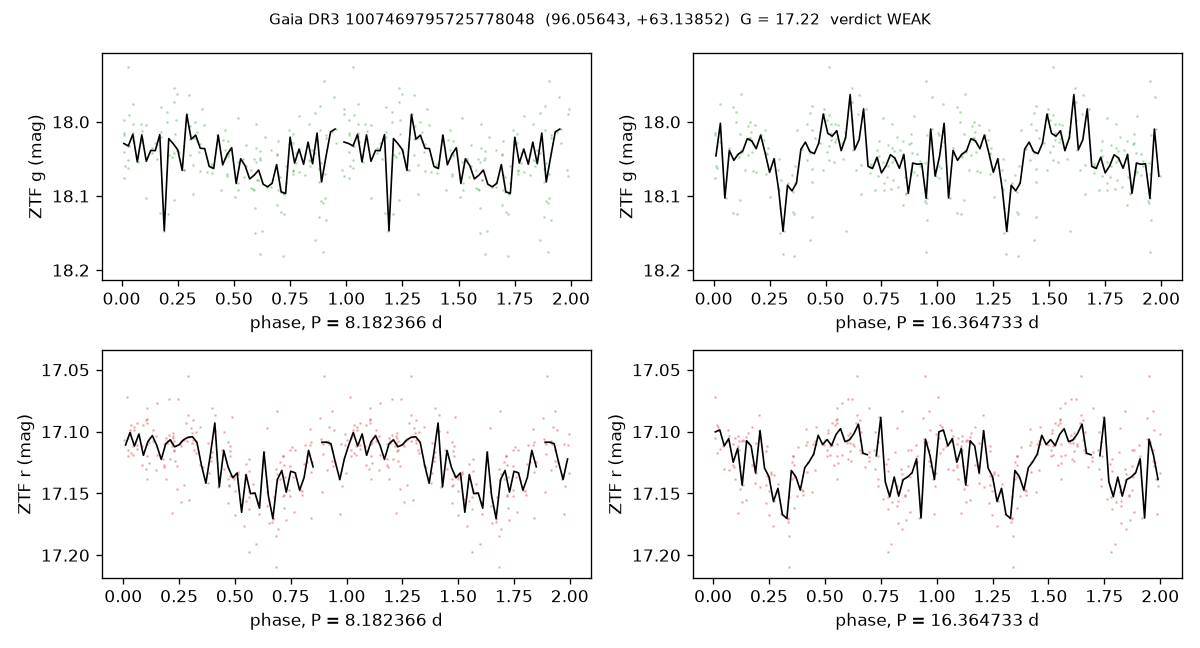 Gaia DR3 1007469795725778048  (96.05643, +63.13852)  G = 17.22  verdict WEAK
ZTF g (mag)
18.0
18.1
18.2
0.00 0.25 0.50 0.75 1.00 1.25 1.50 1.75 2.00
phase, P = 8.182366 d
ZTF g (mag)
18.0
18.1
18.2
0.00 0.25 0.50 0.75 1.00 1.25 1.50 1.75 2.00
phase, P = 16.364733 d
ZTF r (mag)
17.05
17.10
17.15
17.20
0.00 0.25 0.50 0.75 1.00 1.25 1.50 1.75 2.00
phase, P = 8.182366 d
ZTF r (mag)
17.05
17.10
17.15
17.20
0.00 0.25 0.50 0.75 1.00 1.25 1.50 1.75 2.00
phase, P = 16.364733 d